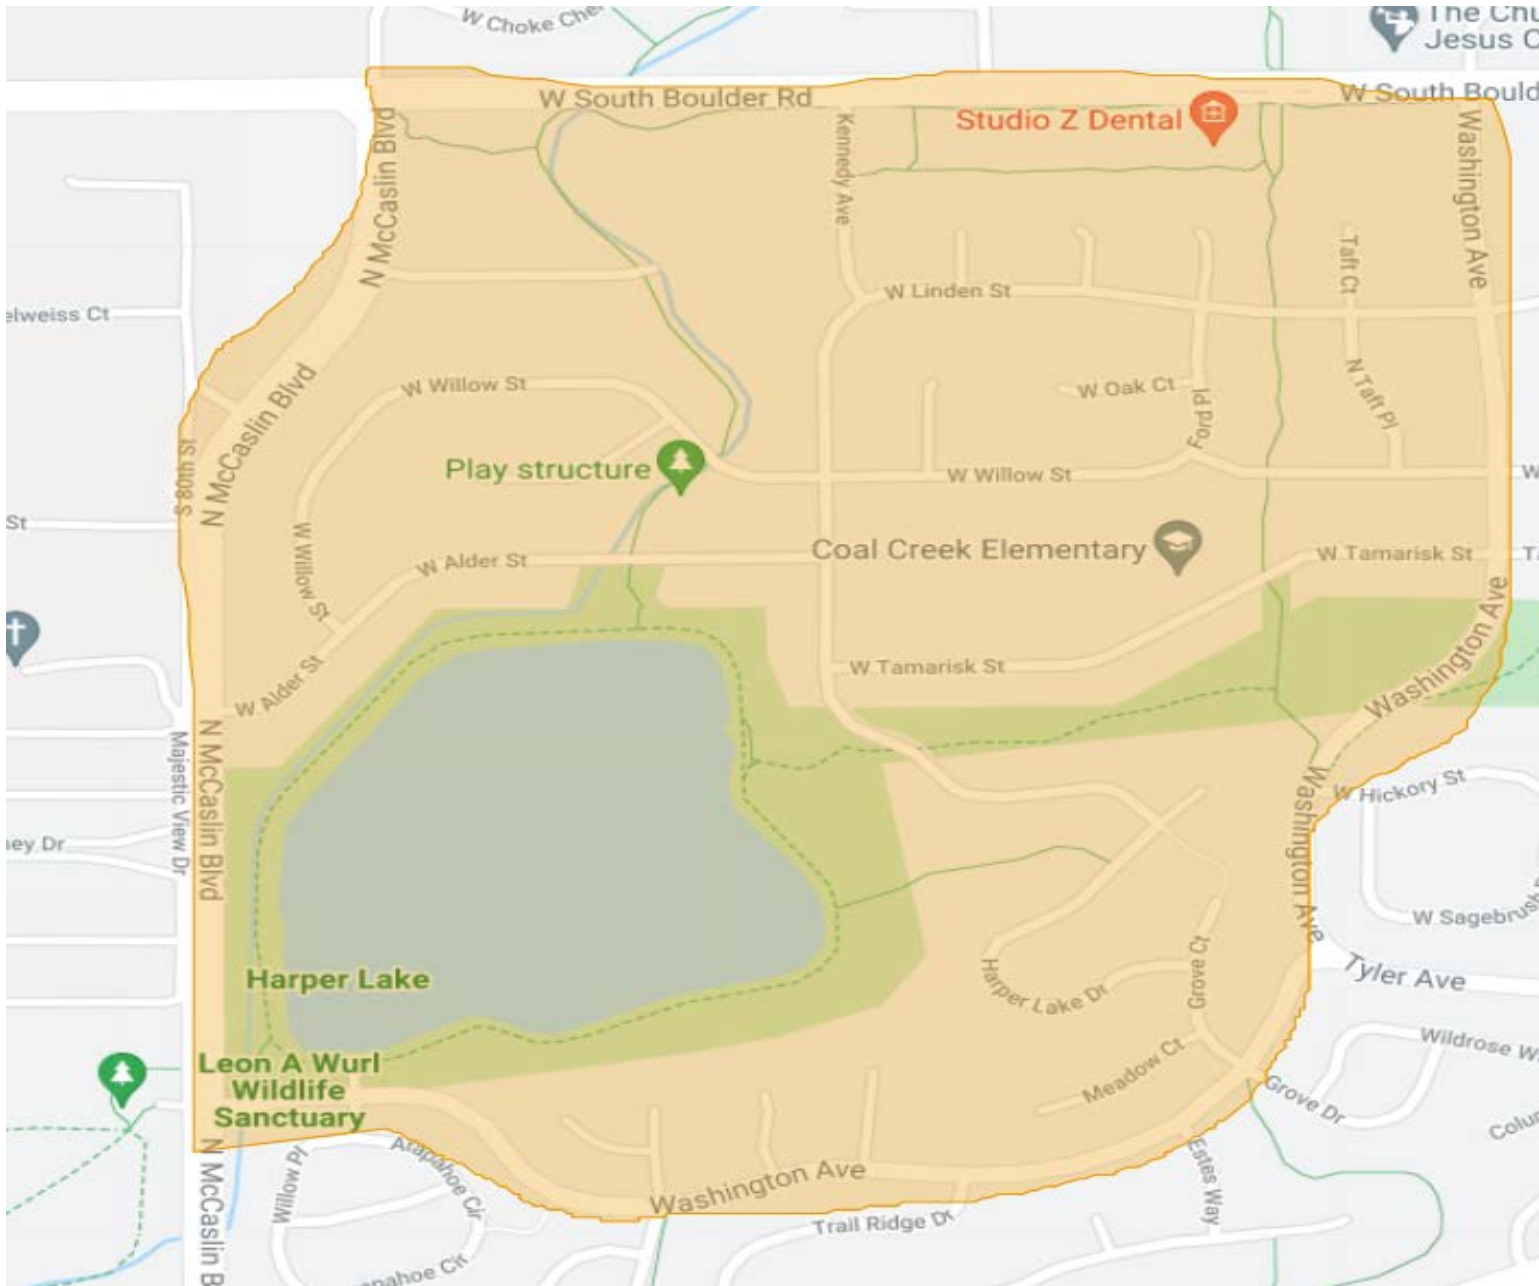 W Choke Cher
The Chu
Jesus C
W South Boulder Rd
W South Bould
Studio Z Dental
N McCaslin Blvd
Kennedy Ave
Washington Ave
elweiss Ct
W Linden St
Taft Ct
W Willow St
W Oak Ct
N Taft Pl
Ford Pl
N McCaslin Blvd
S 80th St
Play structure
W Willow St
W
St
W Willow St
W Alder St
Coal Creek Elementary
W Tamarisk St
T
W Alder St
W Tamarisk St
Washington Ave
N McCaslin Blvd
Majestic View Dr
ney Dr
W Hickory St
Washington Ave
W Sagebrush
Harper Lake
Harper Lake Dr
Grove Ct
Tyler Ave
Leon A Wurl
Wildlife
Sanctuary
Meadow Ct
Wildrose W
Grove Dr
Colu
N McCaslin B
Willow Pl
Arapahoe Cir
Washington Ave
Estes Way
Trail Ridge Dr
apahoe Cir